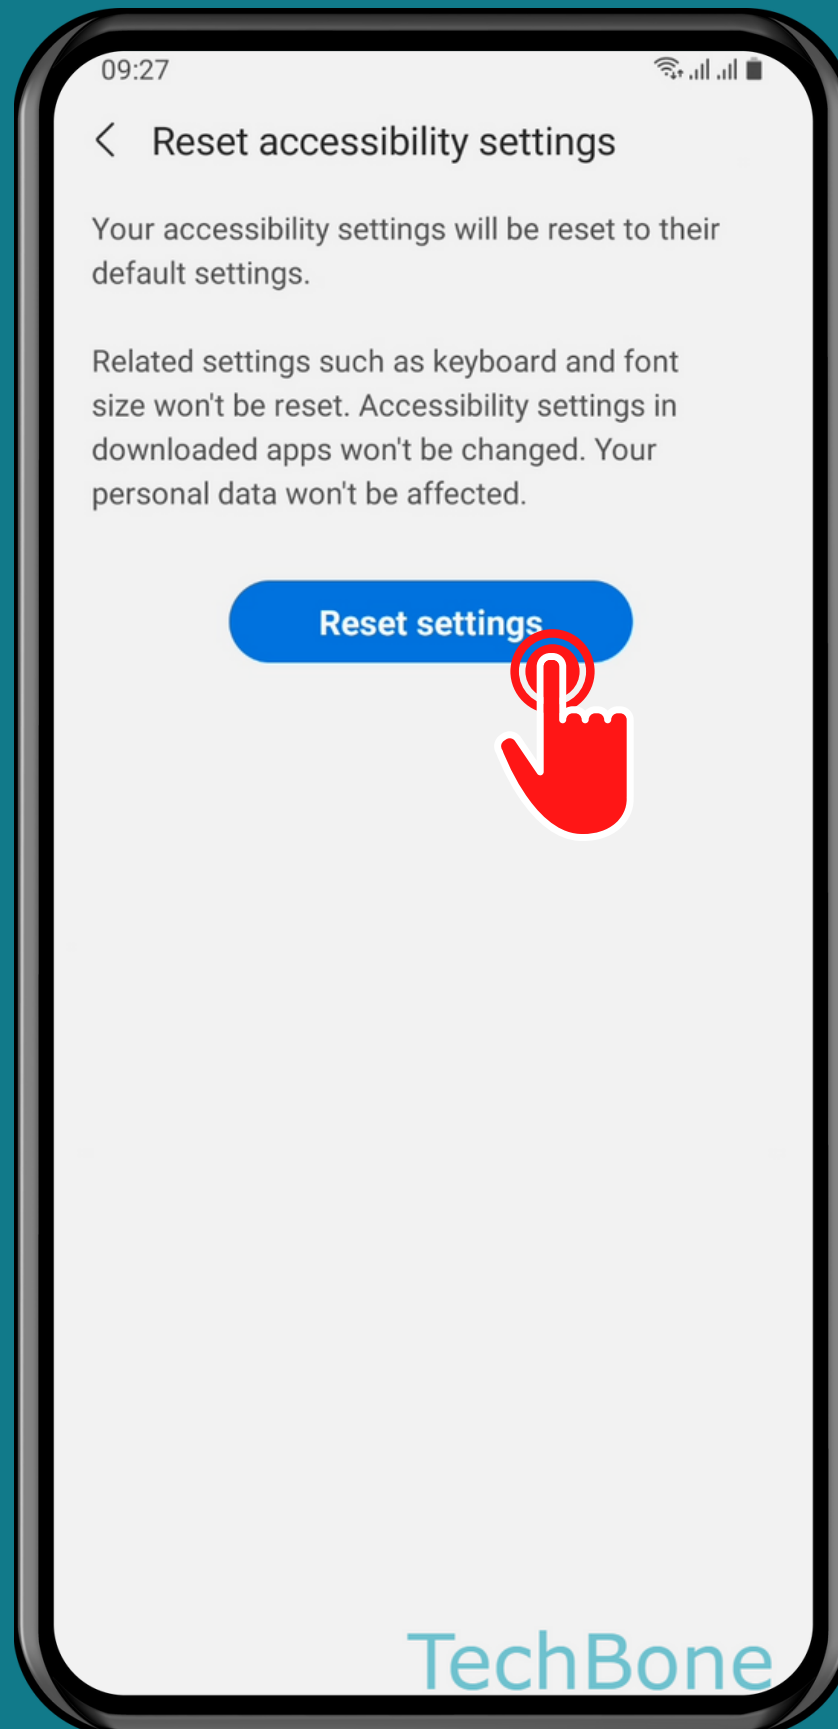 09:27
Reset accessibility settings
Your accessibility settings will be reset to their
default settings.
Related settings such as keyboard and font
size won't be reset. Accessibility settings in
downloaded apps won't be changed. Your
personal data won't be affected.
Reset settings
TechBone